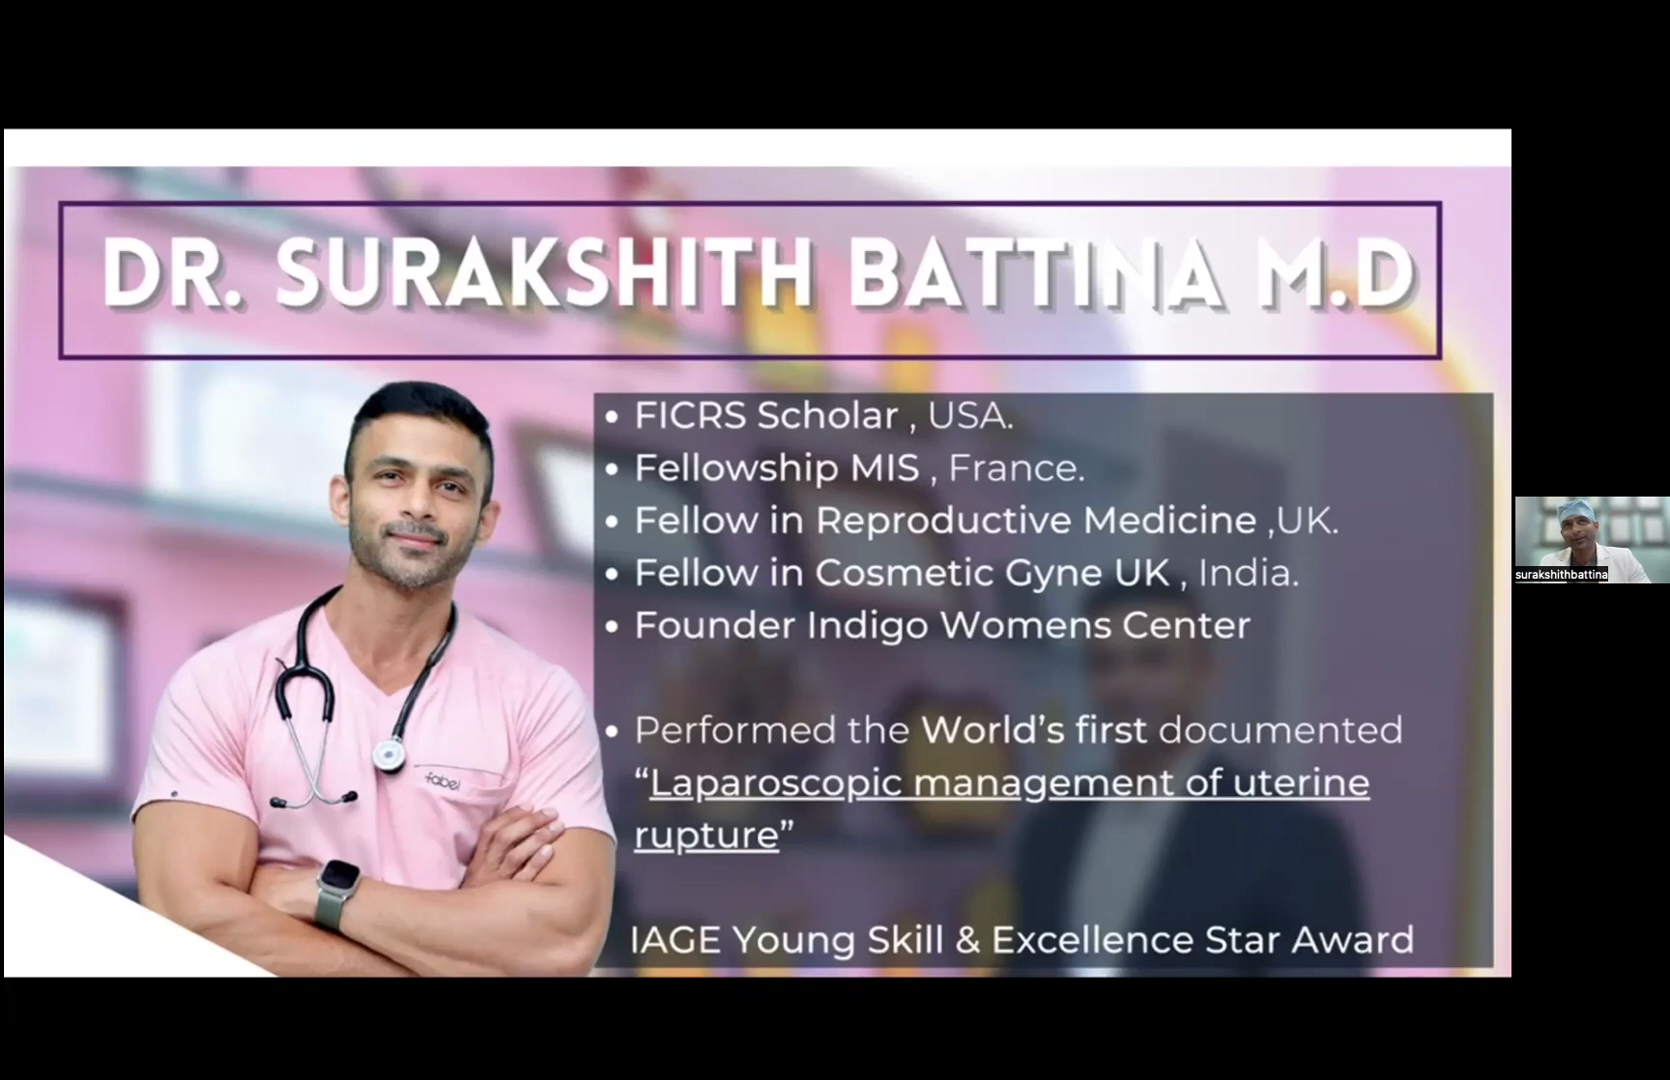 DR. SURAKSHITH BATTINA M.D
• FICRS Scholar , USA.
• Fellowship MIS , France.
• Fellow in Reproductive Medicine ,UK.
• Fellow in Cosmetic Gyne UK , India.
• Founder Indigo Womens Center
• Performed the World's first documented
"Laparoscopic management of uterine
rupture"
IAGE Young Skill & Excellence Star Award
fabel
surakshithbattina